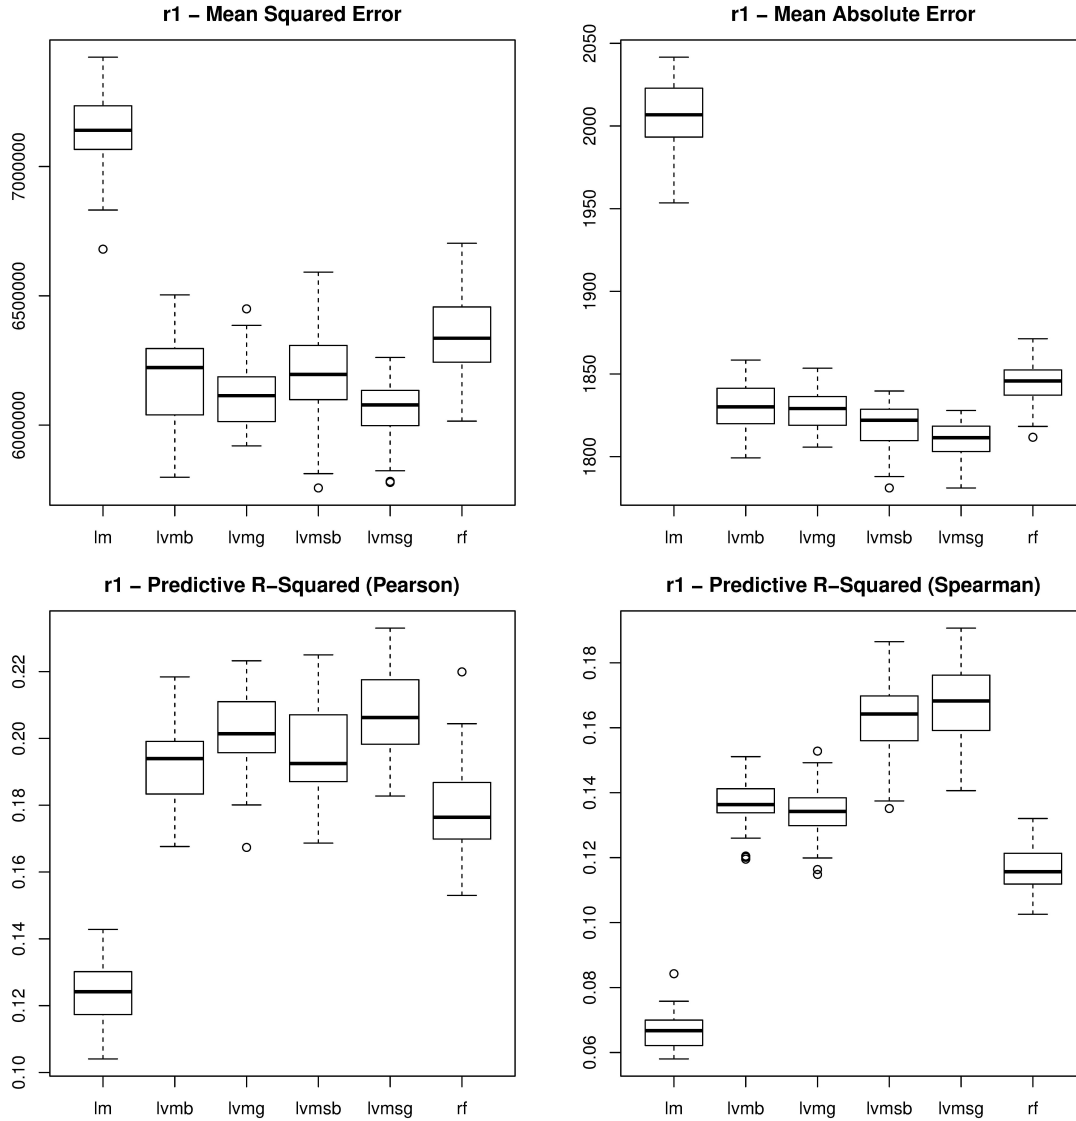 r1 − Mean Squared Error
7000000
6500000
6000000
lm lvmb lvmg lvmsb lvmsg rf
r1 − Mean Absolute Error
2050
2000
1950
1900
1850
1800
lm lvmb lvmg lvmsb lvmsg rf
r1 − Predictive R−Squared (Pearson)
0.22
0.20
0.18
0.16
0.14
0.12
0.10
lm lvmb lvmg lvmsb lvmsg rf
r1 − Predictive R−Squared (Spearman)
0.18
0.16
0.14
0.12
0.10
0.08
0.06
lm lvmb lvmg lvmsb lvmsg rf